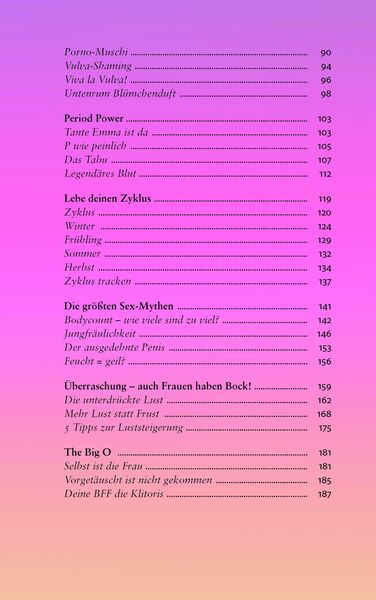 Porno-Muschi ........ 90
Vulva-Shaming ........ 94
Viva la Vulva! ........ 96
Untenrum Blümchenduft ........ 98
Period Power ........ 103
Tante Emma ist da ........ 103
P wie peinlich ........ 105
Das Tabu ........ 107
Legendäres Blut ........ 112
Lebe deinen Zyklus ........ 119
Zyklus ........ 120
Winter ........ 124
Frühling ........ 129
Sommer ........ 132
Herbst ........ 134
Zyklus tracken ........ 137
Die größten Sex-Mythen ........ 141
Bodycount – wie viele sind zu viel? ........ 142
Jungfräulichkeit ........ 146
Der ausgedehnte Penis ........ 153
Feucht = geil? ........ 156
Überraschung – auch Frauen haben Bock! ........ 159
Die unterdrückte Lust ........ 162
Mehr Lust statt Frust ........ 168
5 Tipps zur Luststeigerung ........ 175
The Big O ........ 181
Selbst ist die Frau ........ 181
Vorgetäuscht ist nicht gekommen ........ 185
Deine BFF die Klitoris ........ 187